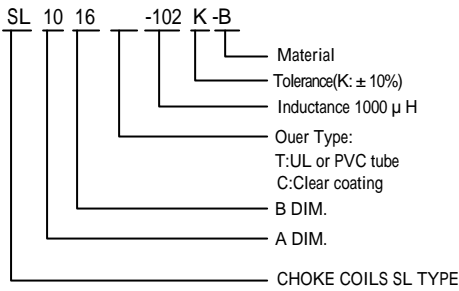 SL 10 16 -102 K -B
Material
Tolerance(K: ± 10%)
Inductance 1000 μ H
Ouer Type:
T:UL or PVC tube
C:Clear coating
B DIM.
A DIM.
CHOKE COILS SL TYPE